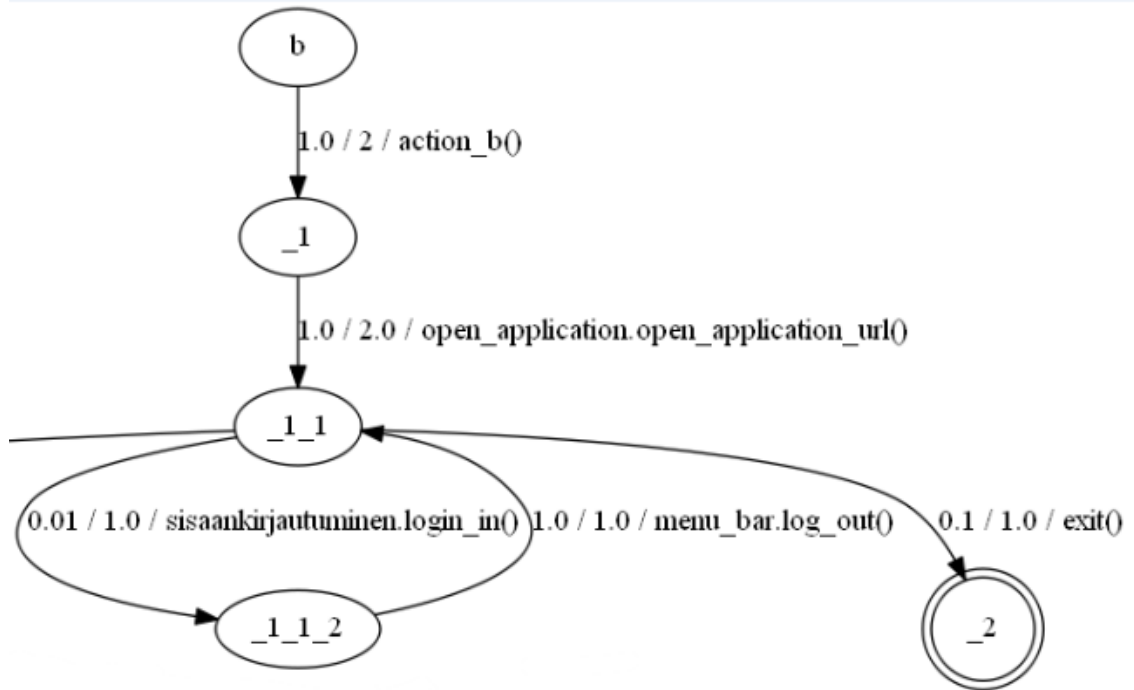 b
1.0 / 2 / action_b()
_1
1.0 / 2.0 / open_application.open_application_url()
_1_1
0.01 / 1.0 / sisaankirjautuminen.login_in()
1.0 / 1.0 / menu_bar.log_out()
0.1 / 1.0 / exit()
_1_1_2
_2